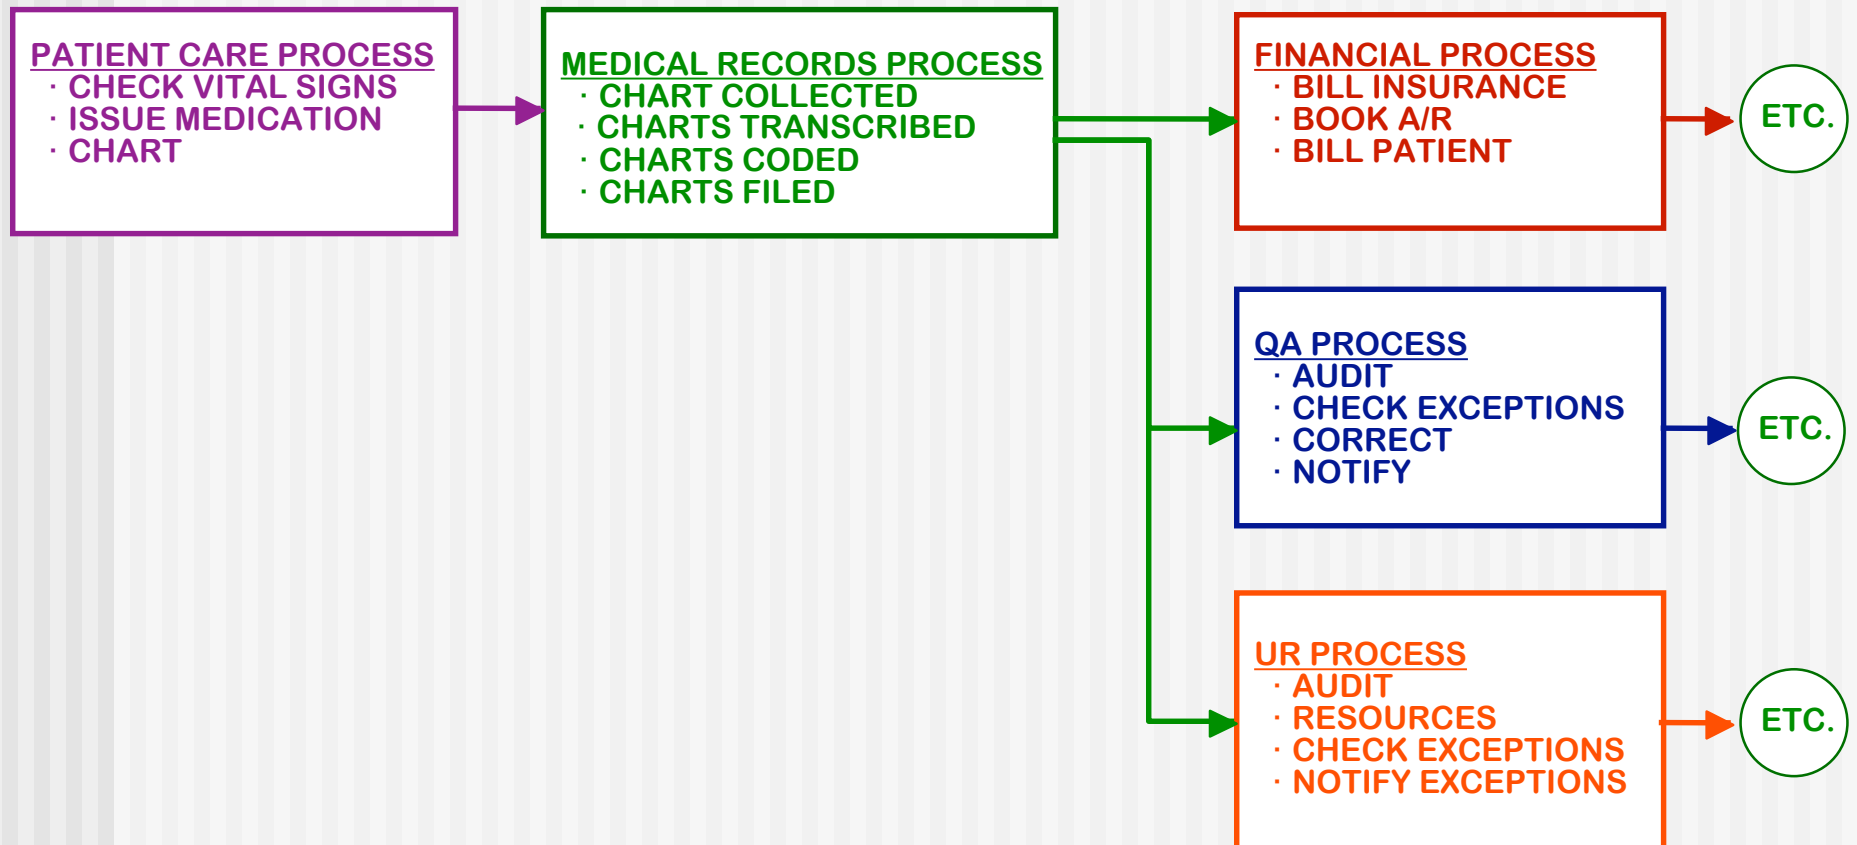 PATIENT CARE PROCESS
· CHECK VITAL SIGNS
· ISSUE MEDICATION
· CHART
MEDICAL RECORDS PROCESS
· CHART COLLECTED
· CHARTS TRANSCRIBED
· CHARTS CODED
· CHARTS FILED
FINANCIAL PROCESS
· BILL INSURANCE
· BOOK A/R
· BILL PATIENT
ETC.
QA PROCESS
· AUDIT
· CHECK EXCEPTIONS
· CORRECT
· NOTIFY
ETC.
UR PROCESS
· AUDIT
· RESOURCES
· CHECK EXCEPTIONS
· NOTIFY EXCEPTIONS
ETC.